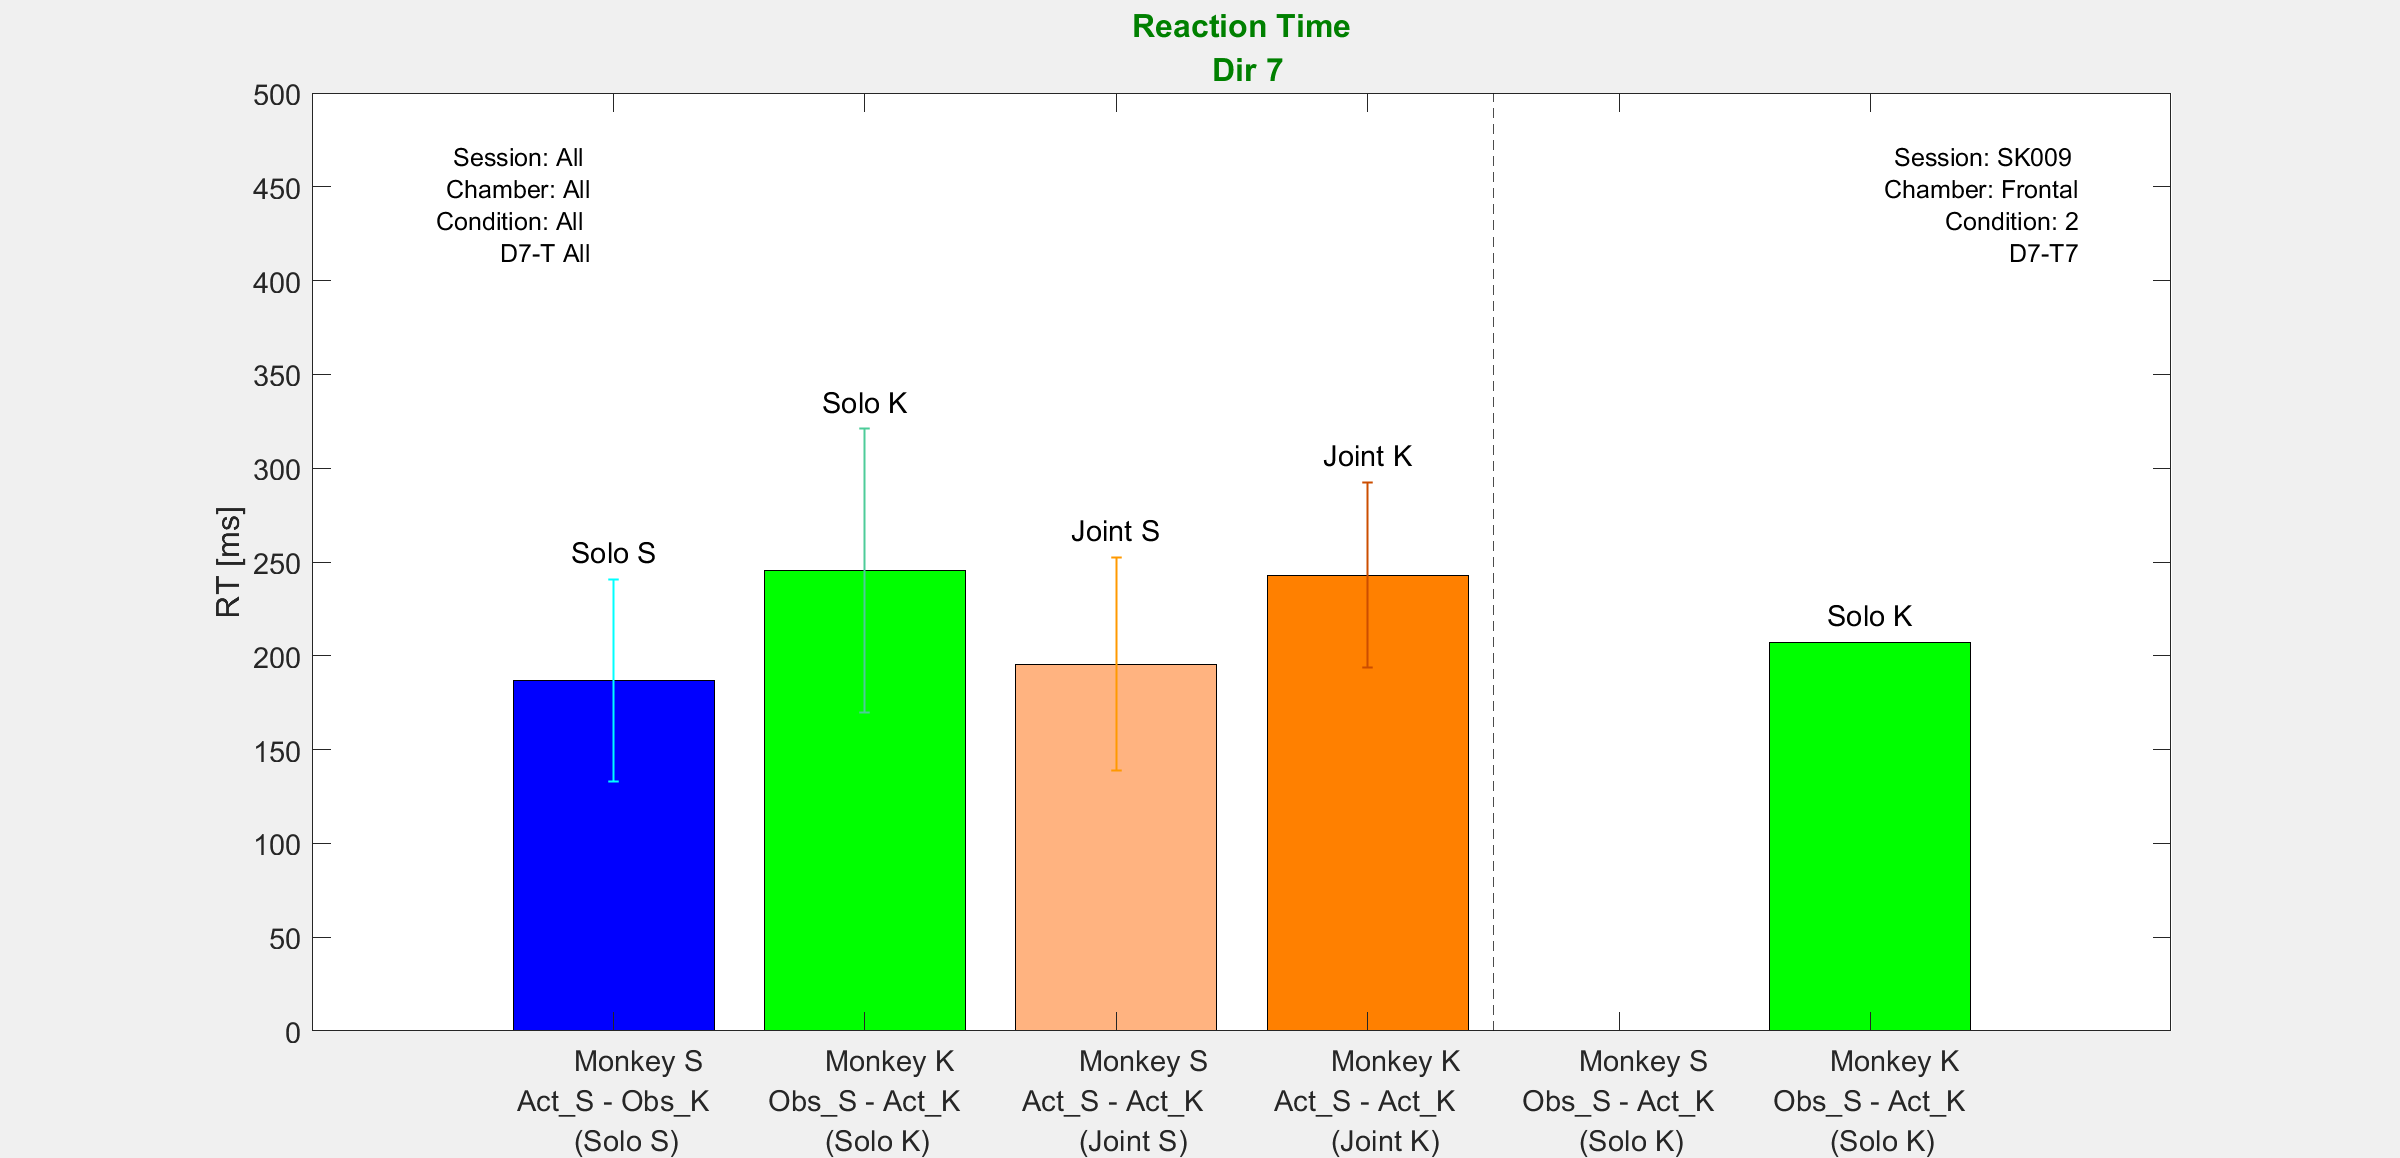 Reaction Time
Dir 7
500
450
400
350
300
250
200
150
100
50
0
RT [ms]
Session: All
Chamber: All
Condition: All
D7-T All
Session: SK009
Chamber: Frontal
Condition: 2
D7-T7
Solo S
Solo K
Joint S
Joint K
Solo K
Monkey S
Act_S - Obs_K
(Solo S)
Monkey K
Obs_S - Act_K
(Solo K)
Monkey S
Act_S - Act_K
(Joint S)
Monkey K
Act_S - Act_K
(Joint K)
Monkey S
Obs_S - Act_K
(Solo K)
Monkey K
Obs_S - Act_K
(Solo K)